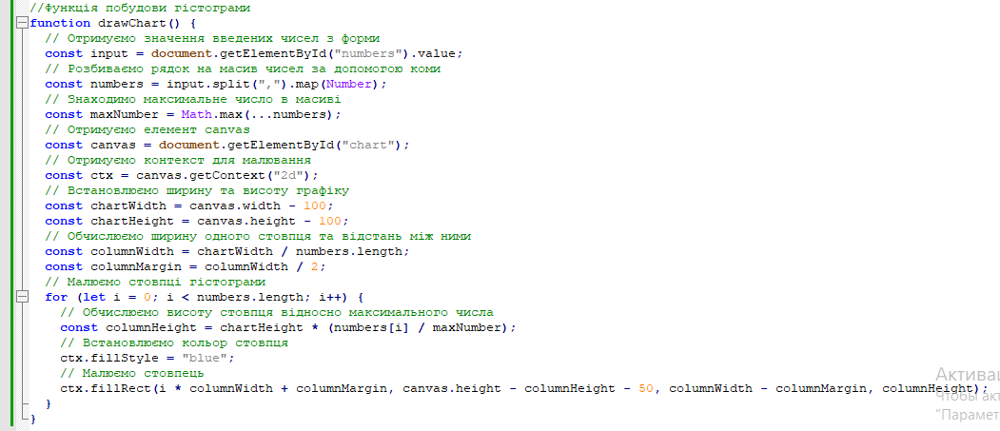 //Функція побудови гістограми
function drawChart() {
// Отримуємо значення введених чисел з форми
const input = document.getElementById("numbers").value;
// Розбиваємо рядок на масив чисел за допомогою коми
const numbers = input.split(",").map(Number);
// Знаходимо максимальне число в масиві
const maxNumber = Math.max(...numbers);
// Отримуємо елемент canvas
const canvas = document.getElementById("chart");
// Отримуємо контекст для малювання
const ctx = canvas.getContext("2d");
// Встановлюємо ширину та висоту графіку
const chartWidth = canvas.width - 100;
const chartHeight = canvas.height - 100;
// Обчислюємо ширину одного стовпця та відстань між ними
const columnWidth = chartWidth / numbers.length;
const columnMargin = columnWidth / 2;
// Малюємо стовпці гістограми
for (let i = 0; i < numbers.length; i++) {
// Обчислюємо висоту стовпця відносно максимального числа
const columnHeight = chartHeight * (numbers[i] / maxNumber);
// Встановлюємо кольор стовпця
ctx.fillStyle = "blue";
// Малюємо стовпець
ctx.fillRect(i * columnWidth + columnMargin, canvas.height - columnHeight - 50, columnWidth - columnMargin, columnHeight);
}
}
Актива
Чтобы акт
"Парамет